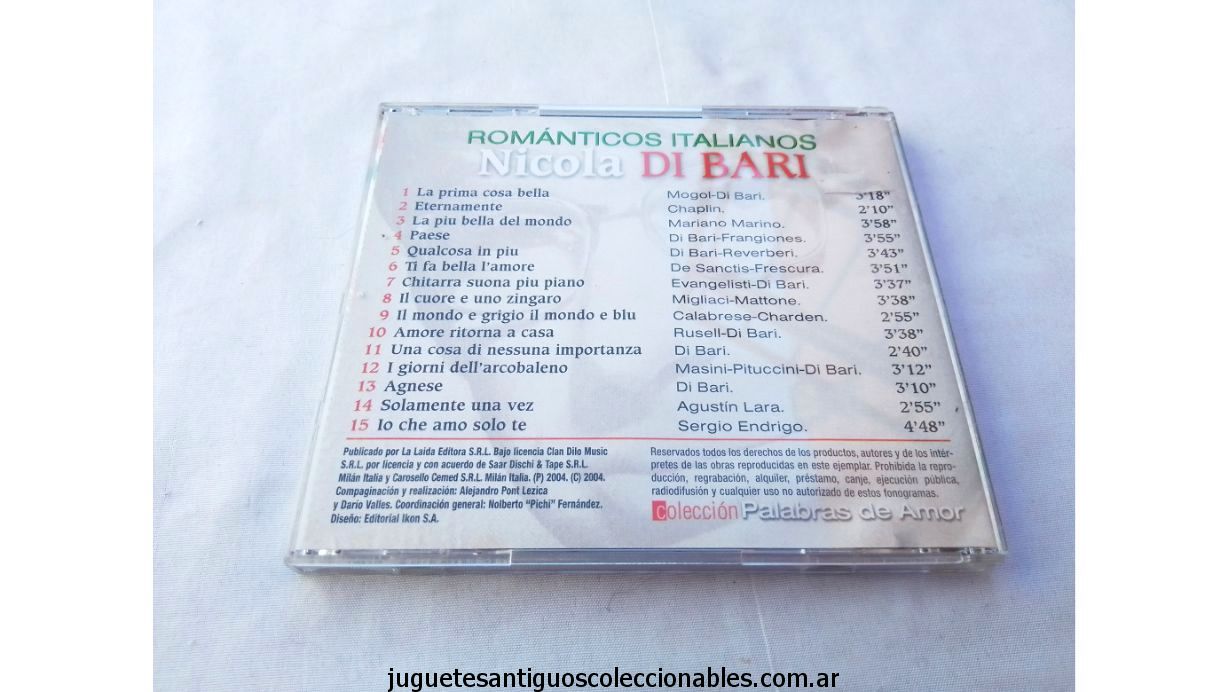 ROMÁNTICOS ITALIANOS
Nicola DI BARI
1 La prima cosa bella Mogol-Di Bari. 3'18"
2 Eternamente Chaplin. 2'10"
3 La piu bella del mondo Mariano Marino. 3'58"
4 Paese Di Bari-Frangiones. 3'55"
5 Qualcosa in piu Di Bari-Reverberi. 3'43"
6 Ti fa bella l'amore De Sanctis-Frescura. 3'51"
7 Chitarra suona piu piano Evangelisti-Di Bari. 3'37"
8 Il cuore e uno zingaro Migliaci-Mattone. 3'38"
9 Il mondo e grigio il mondo e blu Calabrese-Charden. 2'55"
10 Amore ritorna a casa Rusell-Di Bari. 3'38"
11 Una cosa di nessuna importanza Di Bari. 2'40"
12 I giorni dell'arcobaleno Masini-Pituccini-Di Bari. 3'12"
13 Agnese Di Bari. 3'10"
14 Solamente una vez Agustín Lara. 2'55"
15 Io che amo solo te Sergio Endrigo. 4'48"
Publicado por La Laida Editora S.R.L. Bajo licencia Clan Dilo Music
S.R.L. por licencia y con acuerdo de Saar Dischi & Tape S.R.L.
Milán Italia y Carosello Cemed S.R.L. Milán Italia. (P) 2004. (C) 2004.
Compaginación y realización: Alejandro Pont Lezica
y Darío Valles. Coordinación general: Nolberto "Pichi" Fernández.
Diseño: Editorial Ikon S.A.
Reservados todos los derechos de los productos, autores y de los intér-
pretes de las obras reproducidas en este ejemplar. Prohibida la repro-
ducción, regrabación, alquiler, préstamo, canje, ejecución pública,
radiodifusión y cualquier uso no autorizado de estos fonogramas.
colección Palabras de Amor
juguetesantiguoscoleccionables.com.ar